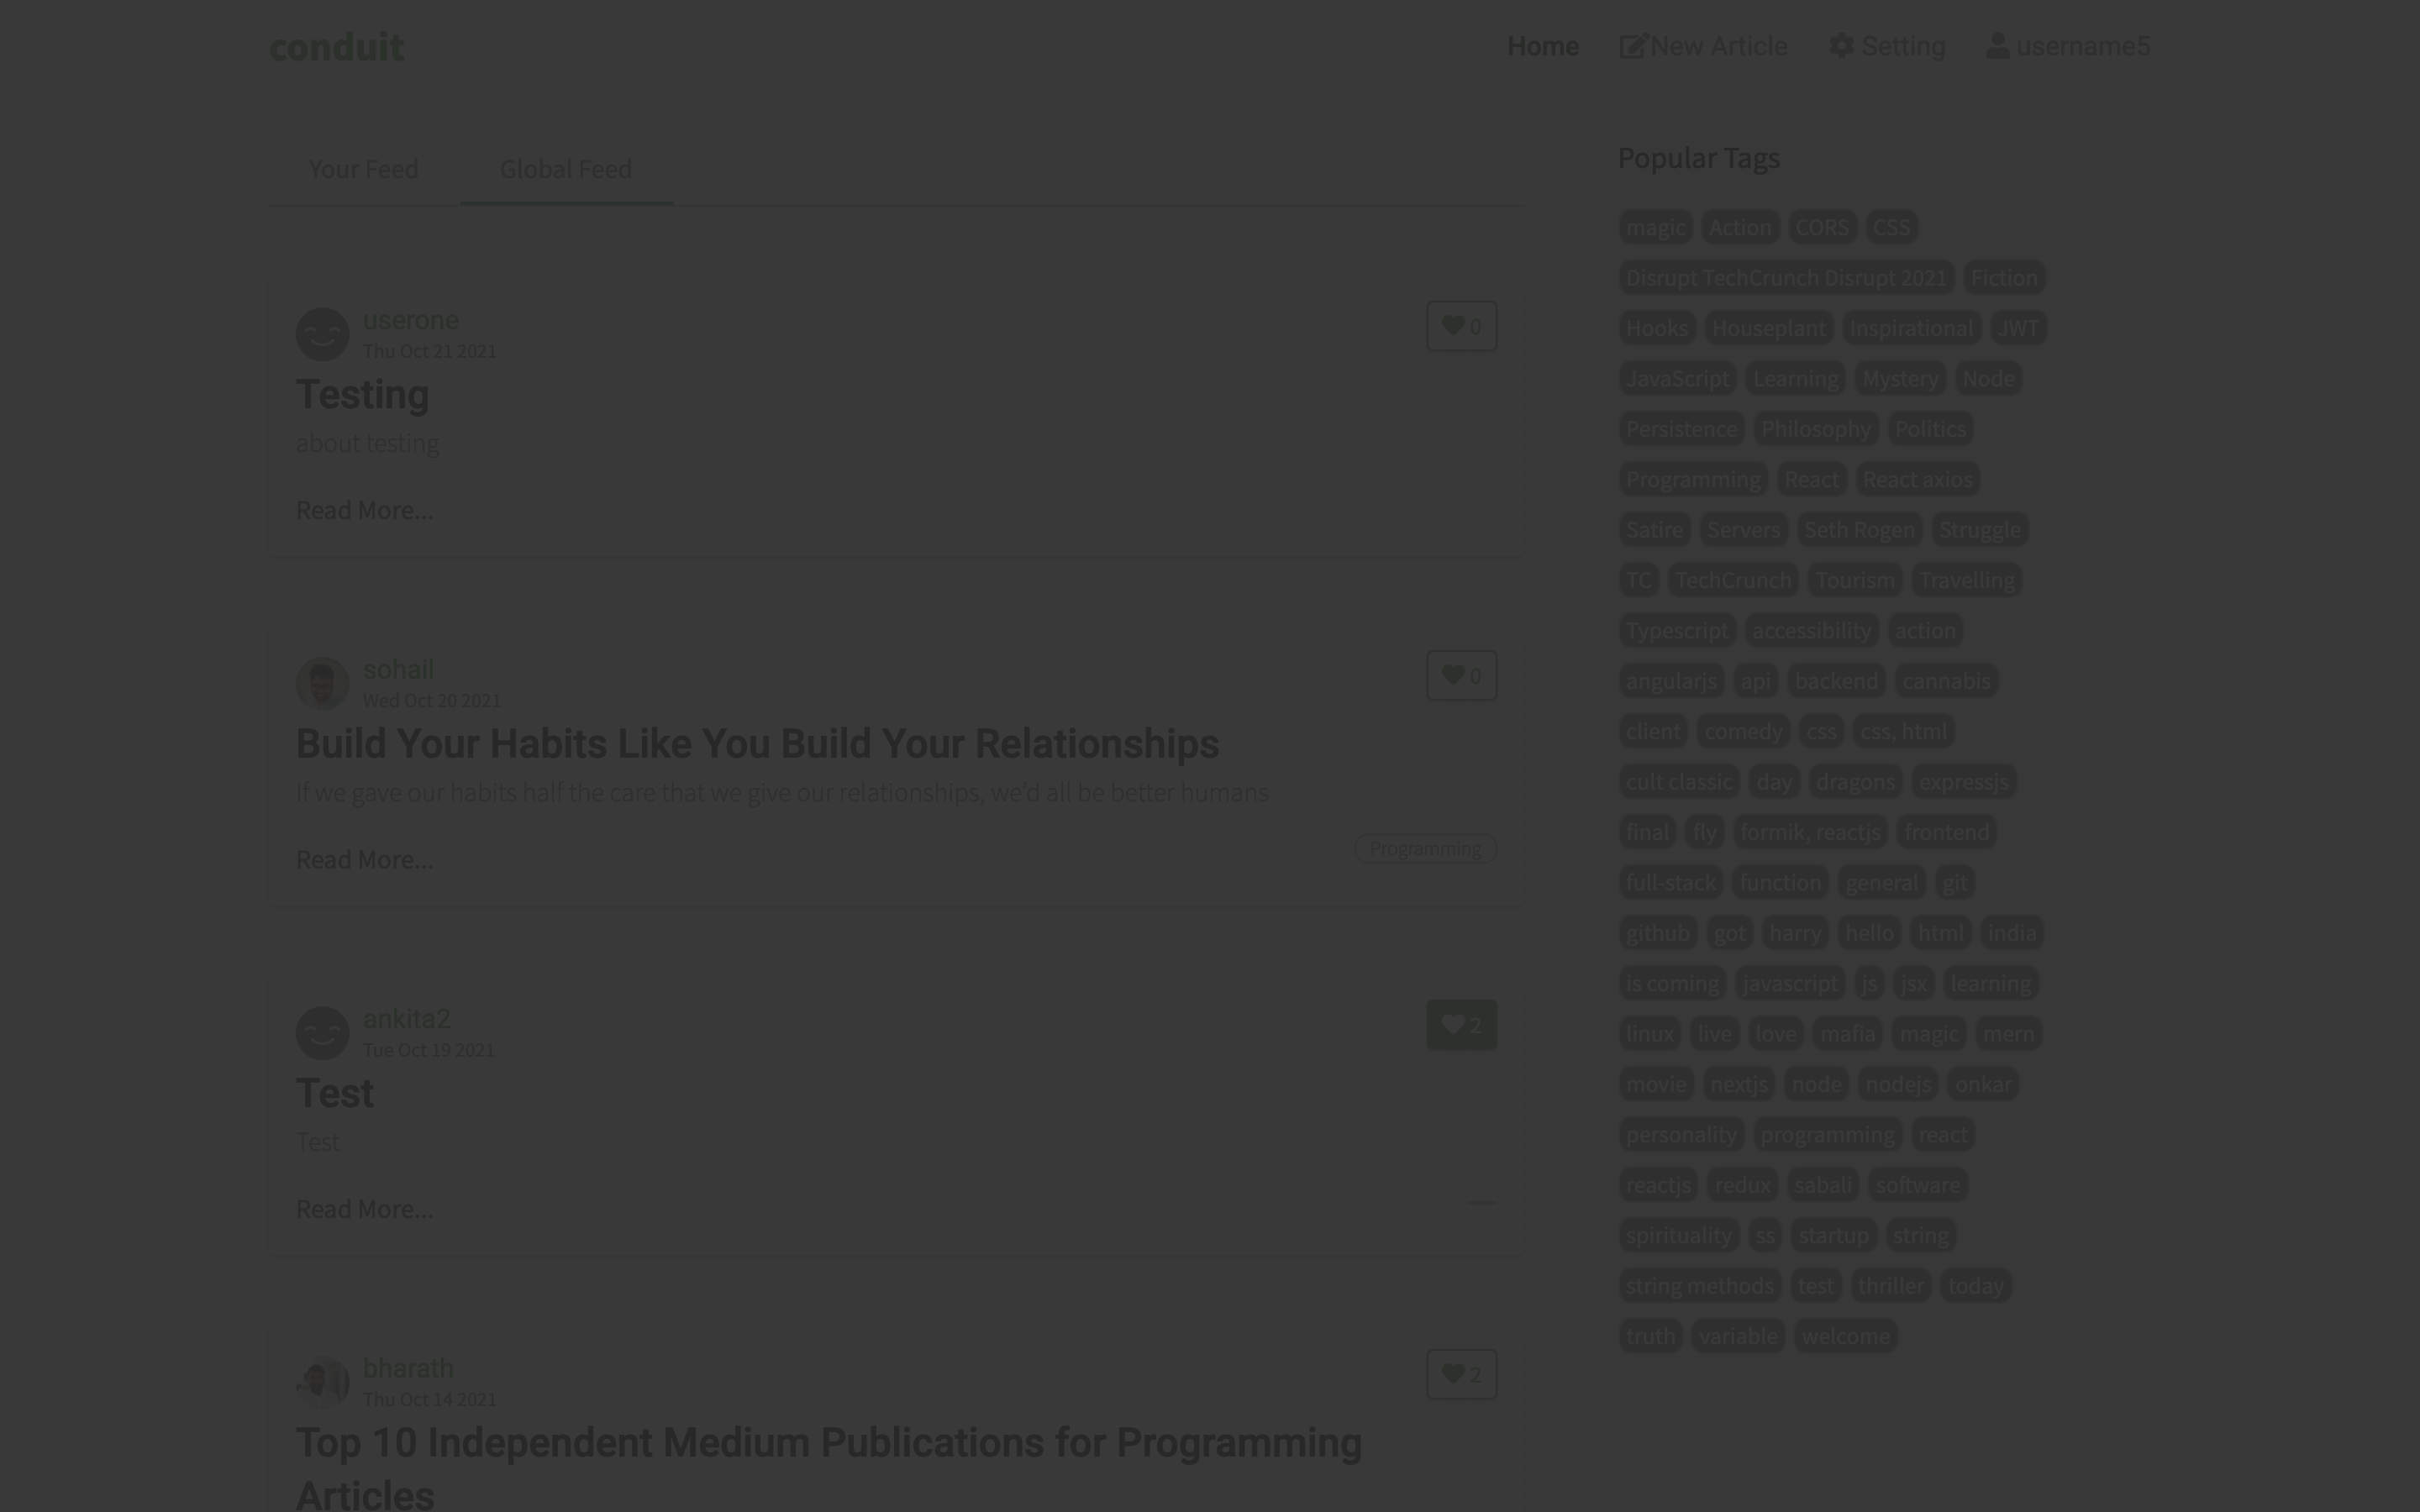 conduit
Home New Article Setting username5
Your Feed Global Feed
userone
Thu Oct 21 2021
0
Testing
about testing
Read More...
sohail
Wed Oct 20 2021
0
Build Your Habits Like You Build Your Relationships
If we gave our habits half the care that we give our relationships, we'd all be better humans
Read More...
Programming
ankita2
Tue Oct 19 2021
2
Test
Test
Read More...
bharath
Thu Oct 14 2021
2
Top 10 Independent Medium Publications for Programming
Articles
Popular Tags
magic Action CORS CSS
Disrupt TechCrunch Disrupt 2021 Fiction
Hooks Houseplant Inspirational JWT
JavaScript Learning Mystery Node
Persistence Philosophy Politics
Programming React React axios
Satire Servers Seth Rogen Struggle
TC TechCrunch Tourism Travelling
Typescript accessibility action
angularjs api backend cannabis
client comedy css css, html
cult classic day dragons expressjs
final fly formik, reactjs frontend
full-stack function general git
github got harry hello html india
is coming javascript js jsx learning
linux live love mafia magic mern
movie nextjs node nodejs onkar
personality programming react
reactjs redux sabali software
spirituality ss startup string
string methods test thriller today
truth variable welcome